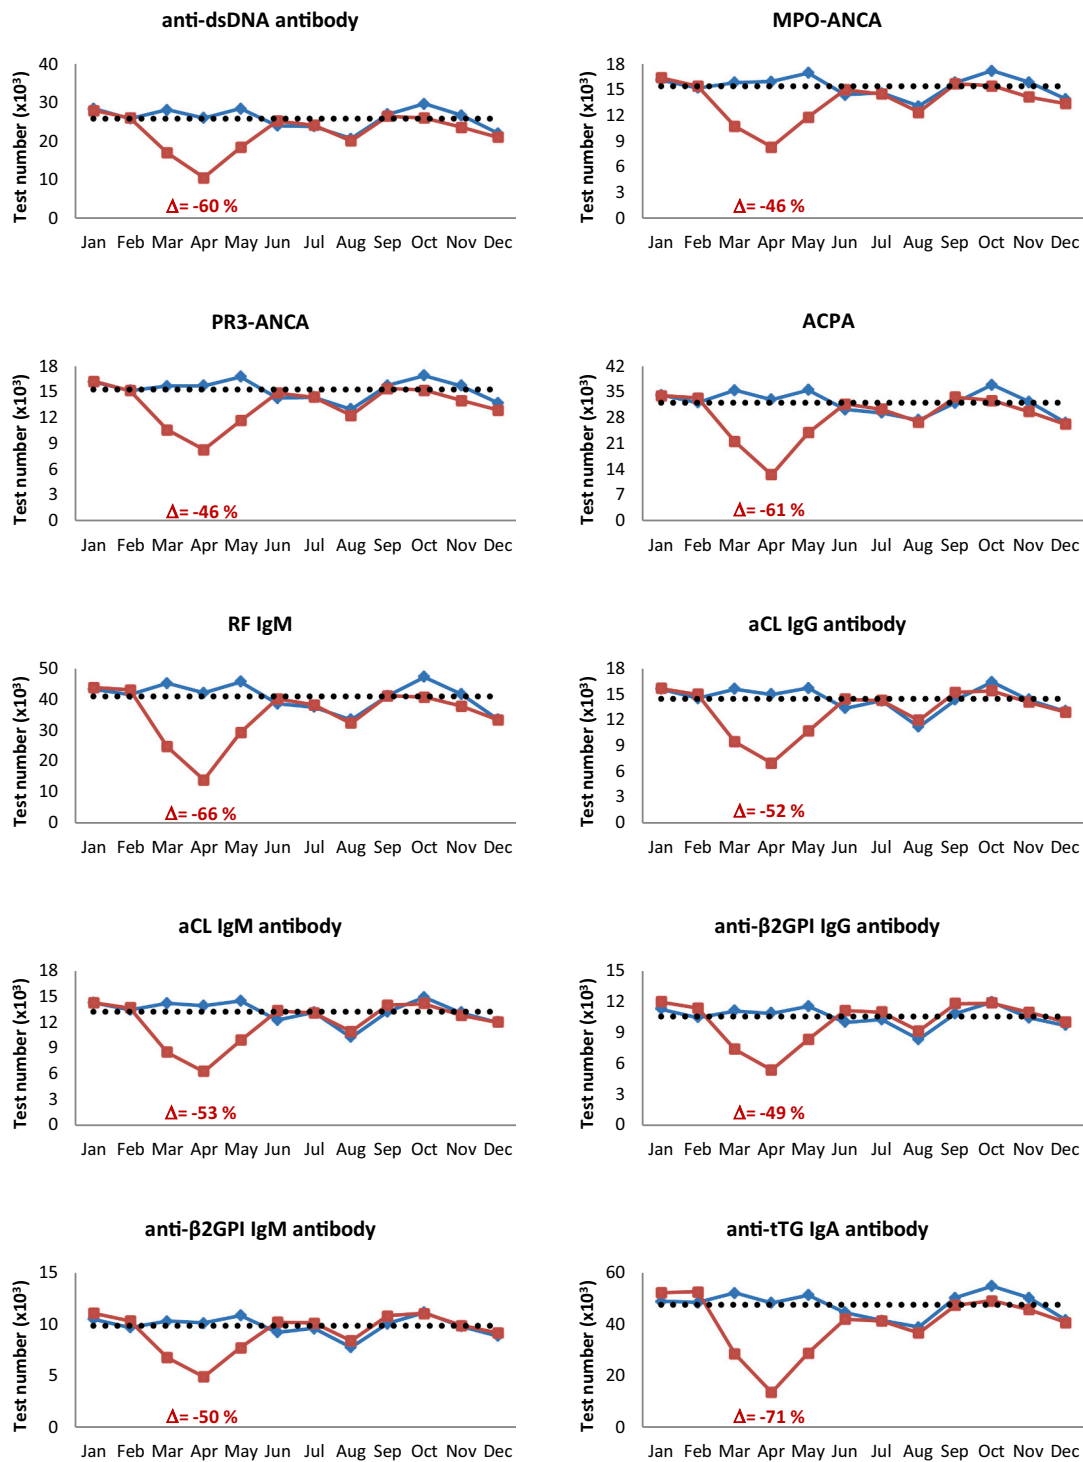 anti-dsDNA antibody
Test number (x10³)
40
30
20
10
0
Δ= -60 %
Jan Feb Mar Apr May Jun Jul Aug Sep Oct Nov Dec
MPO-ANCA
Test number (x10³)
18
15
12
9
6
3
0
Δ= -46 %
Jan Feb Mar Apr May Jun Jul Aug Sep Oct Nov Dec
PR3-ANCA
Test number (x10³)
18
15
12
9
6
3
0
Δ= -46 %
Jan Feb Mar Apr May Jun Jul Aug Sep Oct Nov Dec
ACPA
Test number (x10³)
42
35
28
21
14
7
0
Δ= -61 %
Jan Feb Mar Apr May Jun Jul Aug Sep Oct Nov Dec
RF IgM
Test number (x10³)
50
40
30
20
10
0
Δ= -66 %
Jan Feb Mar Apr May Jun Jul Aug Sep Oct Nov Dec
aCL IgG antibody
Test number (x10³)
18
15
12
9
6
3
0
Δ= -52 %
Jan Feb Mar Apr May Jun Jul Aug Sep Oct Nov Dec
aCL IgM antibody
Test number (x10³)
18
15
12
9
6
3
0
Δ= -53 %
Jan Feb Mar Apr May Jun Jul Aug Sep Oct Nov Dec
anti-β2GPI IgG antibody
Test number (x10³)
15
12
9
6
3
0
Δ= -49 %
Jan Feb Mar Apr May Jun Jul Aug Sep Oct Nov Dec
anti-β2GPI IgM antibody
Test number (x10³)
15
10
5
0
Δ= -50 %
Jan Feb Mar Apr May Jun Jul Aug Sep Oct Nov Dec
anti-tTG IgA antibody
Test number (x10³)
60
40
20
0
Δ= -71 %
Jan Feb Mar Apr May Jun Jul Aug Sep Oct Nov Dec